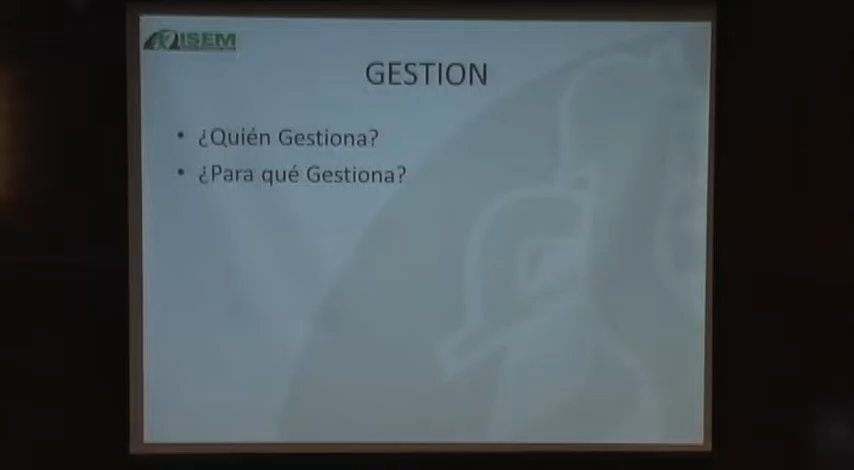 ISEM
GESTION
• ¿Quién Gestiona?
• ¿Para qué Gestiona?